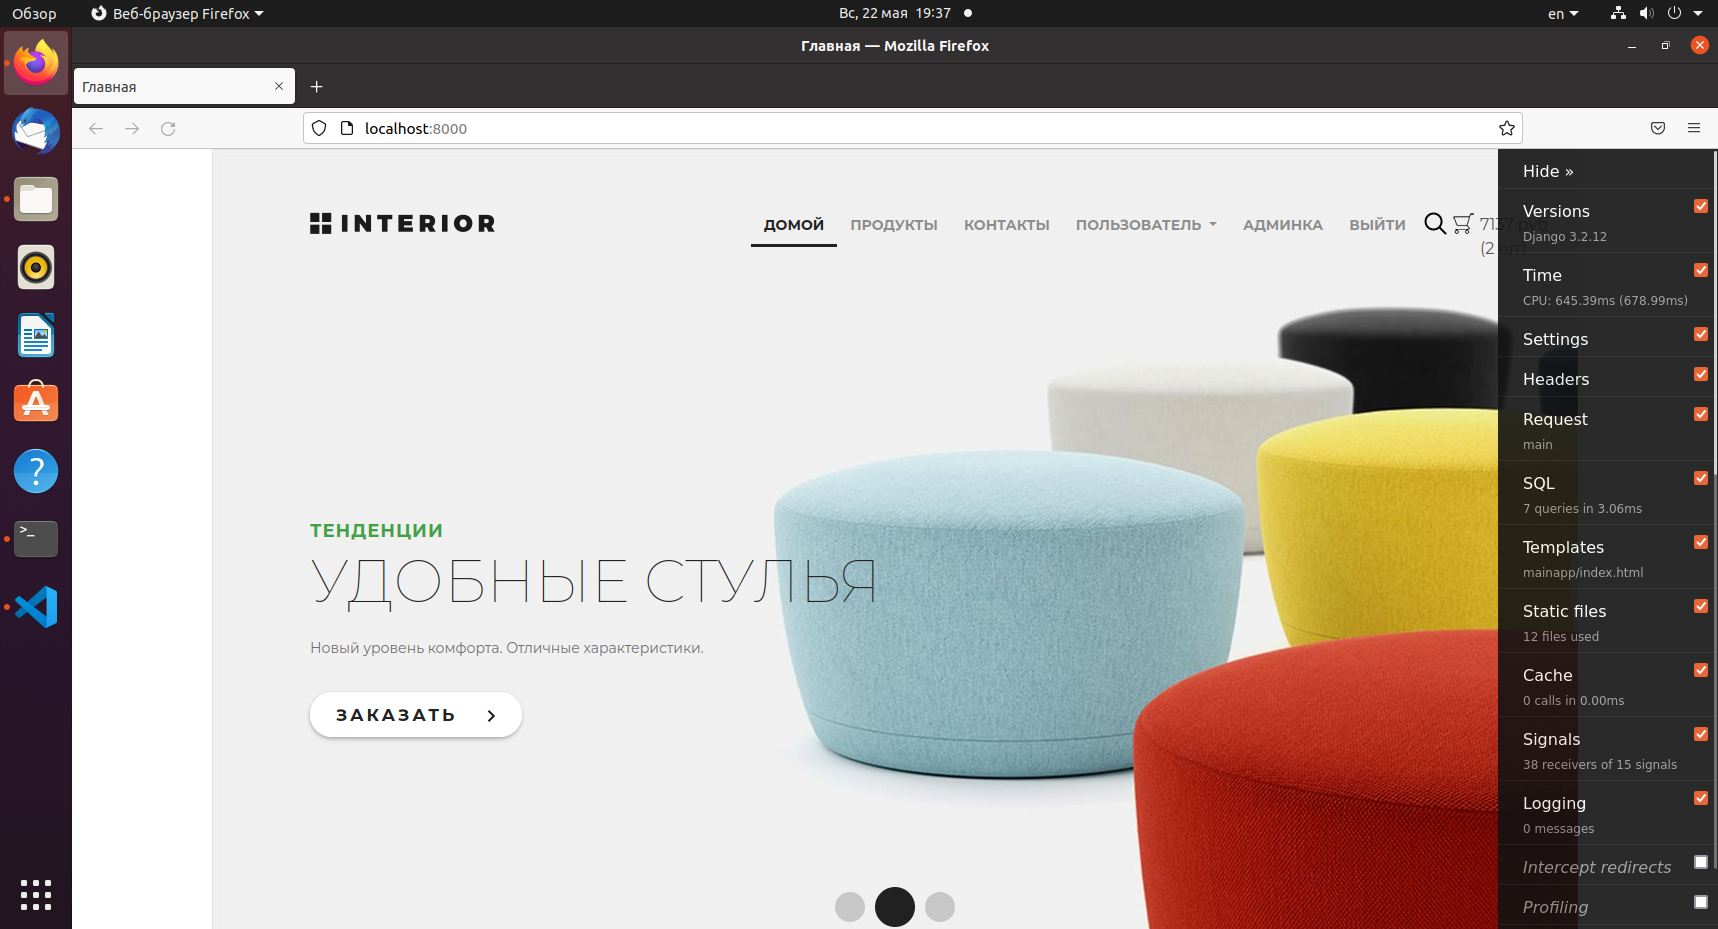 Обзор
Веб-браузер Firefox
Вс, 22 мая 19:37
en
Главная — Mozilla Firefox
Главная
localhost:8000
INTERIOR
ДОМОЙ
ПРОДУКТЫ
КОНТАКТЫ
ПОЛЬЗОВАТЕЛЬ
АДМИНКА
ВЫЙТИ
7137 руб
(2 шт)
ТЕНДЕНЦИИ
УДОБНЫЕ СТУЛЬЯ
Новый уровень комфорта. Отличные характеристики.
ЗАКАЗАТЬ
Hide »
Versions
Django 3.2.12
Time
CPU: 645.39ms (678.99ms)
Settings
Headers
Request
main
SQL
7 queries in 3.06ms
Templates
mainapp/index.html
Static files
12 files used
Cache
0 calls in 0.00ms
Signals
38 receivers of 15 signals
Logging
0 messages
Intercept redirects
Profiling